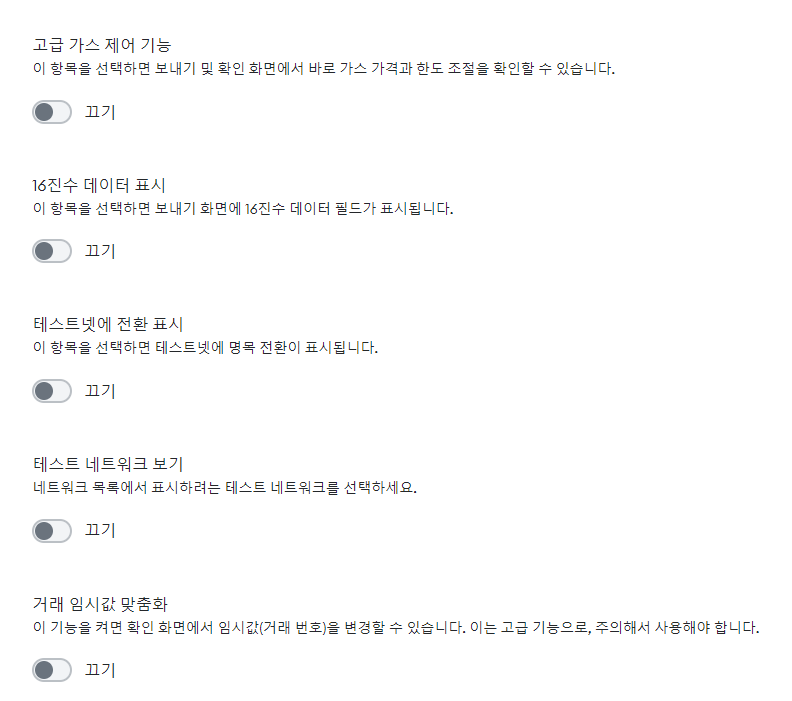 고급 가스 제어 기능
이 항목을 선택하면 보내기 및 확인 화면에서 바로 가스 가격과 한도 조절을 확인할 수 있습니다.
끄기
16진수 데이터 표시
이 항목을 선택하면 보내기 화면에 16진수 데이터 필드가 표시됩니다.
끄기
테스트넷에 전환 표시
이 항목을 선택하면 테스트넷에 명목 전환이 표시됩니다.
끄기
테스트 네트워크 보기
네트워크 목록에서 표시하려는 테스트 네트워크를 선택하세요.
끄기
거래 임시값 맞춤화
이 기능을 켜면 확인 화면에서 임시값(거래 번호)을 변경할 수 있습니다. 이는 고급 기능으로, 주의해서 사용해야 합니다.
끄기